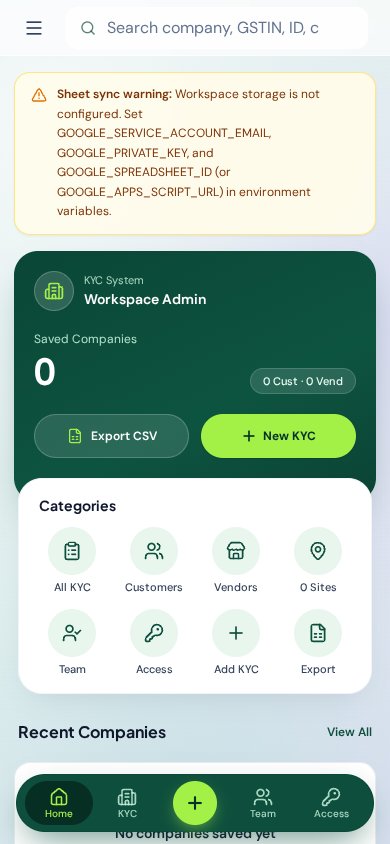 Search company, GSTIN, ID, c
Sheet sync warning: Workspace storage is not
configured. Set
GOOGLE_SERVICE_ACCOUNT_EMAIL,
GOOGLE_PRIVATE_KEY, and
GOOGLE_SPREADSHEET_ID (or
GOOGLE_APPS_SCRIPT_URL) in environment
variables.
KYC System
Workspace Admin
Saved Companies
0
0 Cust · 0 Vend
Export CSV
New KYC
Categories
All KYC
Customers
Vendors
0 Sites
Team
Access
Add KYC
Export
Recent Companies
View All
Home
KYC
Team
Access
No companies saved yet